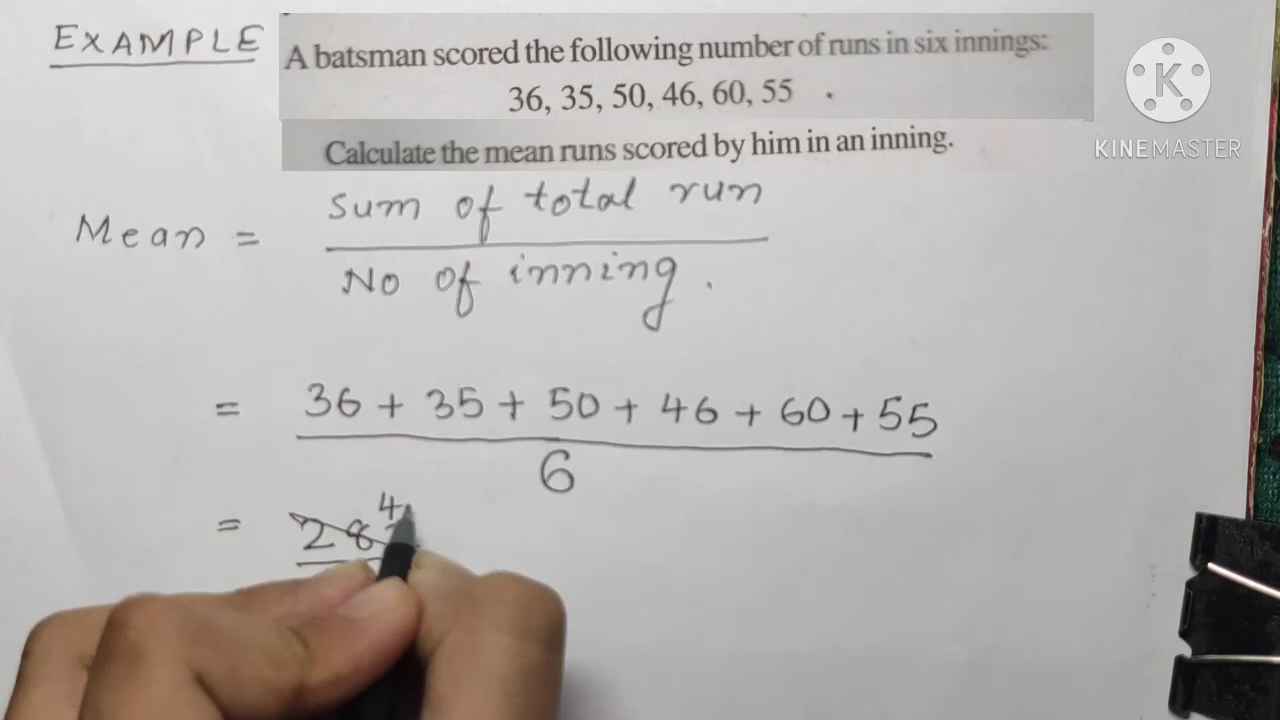 EXAMPLE A batsman scored the following number of runs in six innings:
36, 35, 50, 46, 60, 55 .
Calculate the mean runs scored by him in an inning.
K
KINEMASTER
Mean = Sum of total run
No of inning.
= 36 + 35 + 50 + 46 + 60 + 55
6
4
= 28